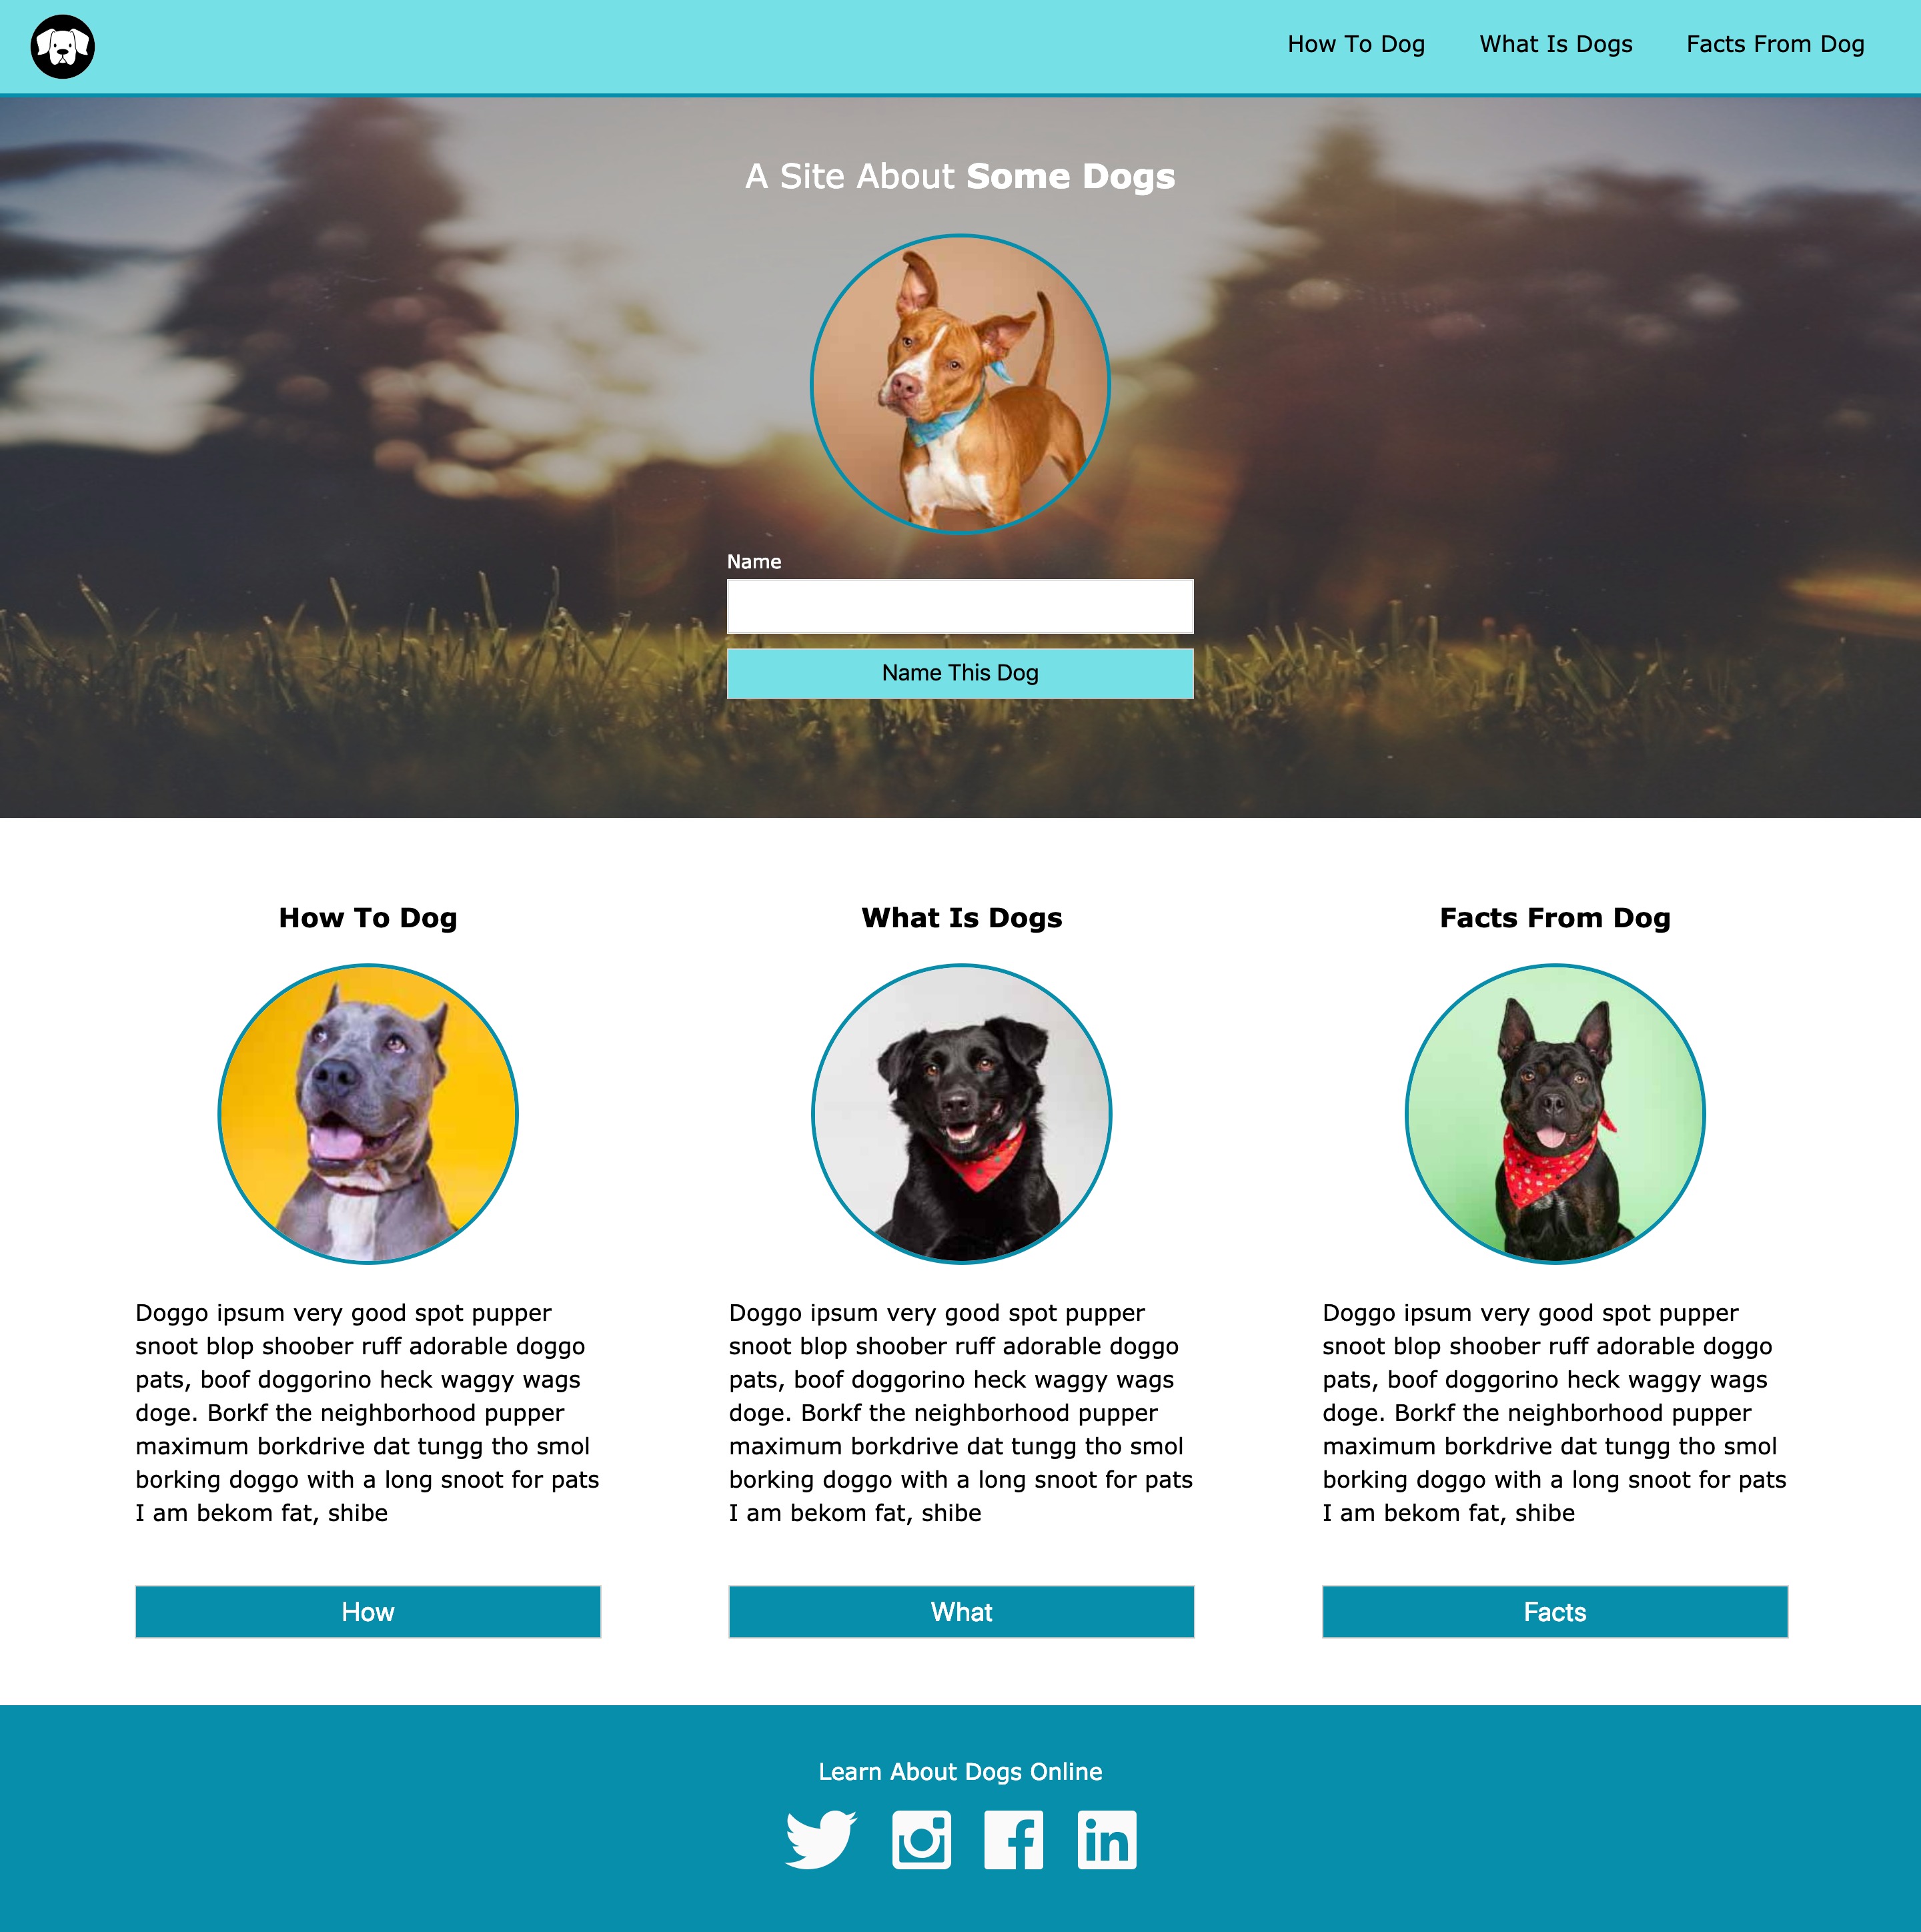 How To Dog What Is Dogs Facts From Dog
A Site About Some Dogs
Name
Name This Dog
How To Dog
Doggo ipsum very good spot pupper
snoot blop shoober ruff adorable doggo
pats, boof doggorino heck waggy wags
doge. Borkf the neighborhood pupper
maximum borkdrive dat tungg tho smol
borking doggo with a long snoot for pats
I am bekom fat, shibe
How
What Is Dogs
Doggo ipsum very good spot pupper
snoot blop shoober ruff adorable doggo
pats, boof doggorino heck waggy wags
doge. Borkf the neighborhood pupper
maximum borkdrive dat tungg tho smol
borking doggo with a long snoot for pats
I am bekom fat, shibe
What
Facts From Dog
Doggo ipsum very good spot pupper
snoot blop shoober ruff adorable doggo
pats, boof doggorino heck waggy wags
doge. Borkf the neighborhood pupper
maximum borkdrive dat tungg tho smol
borking doggo with a long snoot for pats
I am bekom fat, shibe
Facts
Learn About Dogs Online